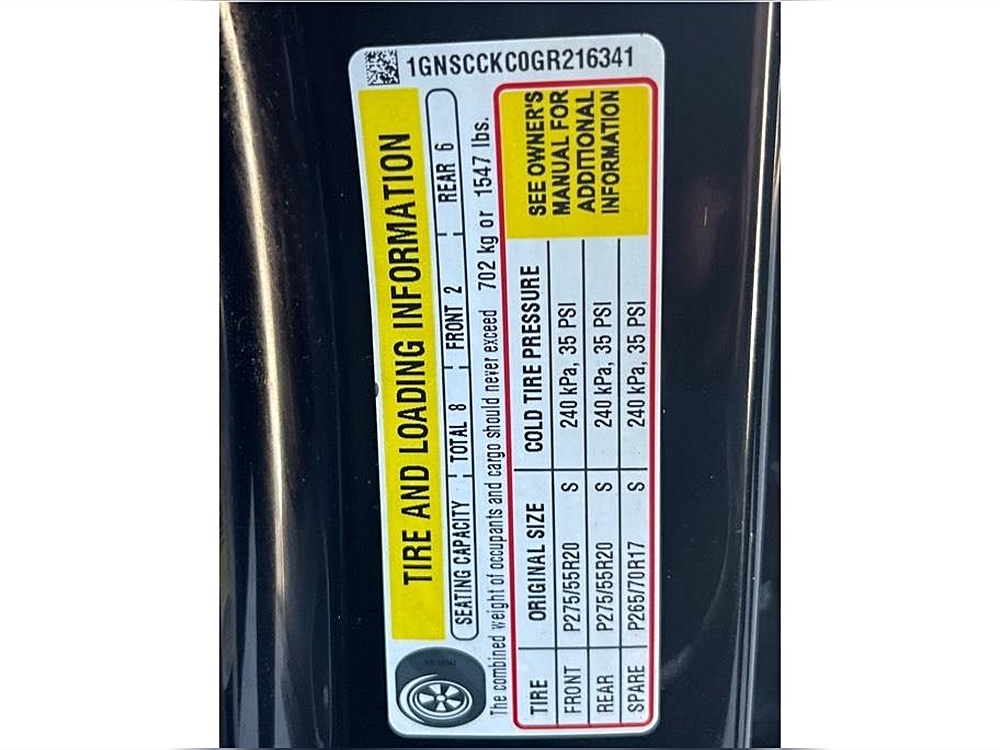 1GNSCCKC0GR216341
TIRE AND LOADING INFORMATION
SEATING CAPACITY TOTAL 8 FRONT 2 REAR 6
The combined weight of occupants and cargo should never exceed 702 kg or 1547 lbs.
TIRE ORIGINAL SIZE COLD TIRE PRESSURE
FRONT P275/55R20 S 240 kPa, 35 PSI
REAR P275/55R20 S 240 kPa, 35 PSI
SPARE P265/70R17 S 240 kPa, 35 PSI
SEE OWNER'S
MANUAL FOR
ADDITIONAL
INFORMATION